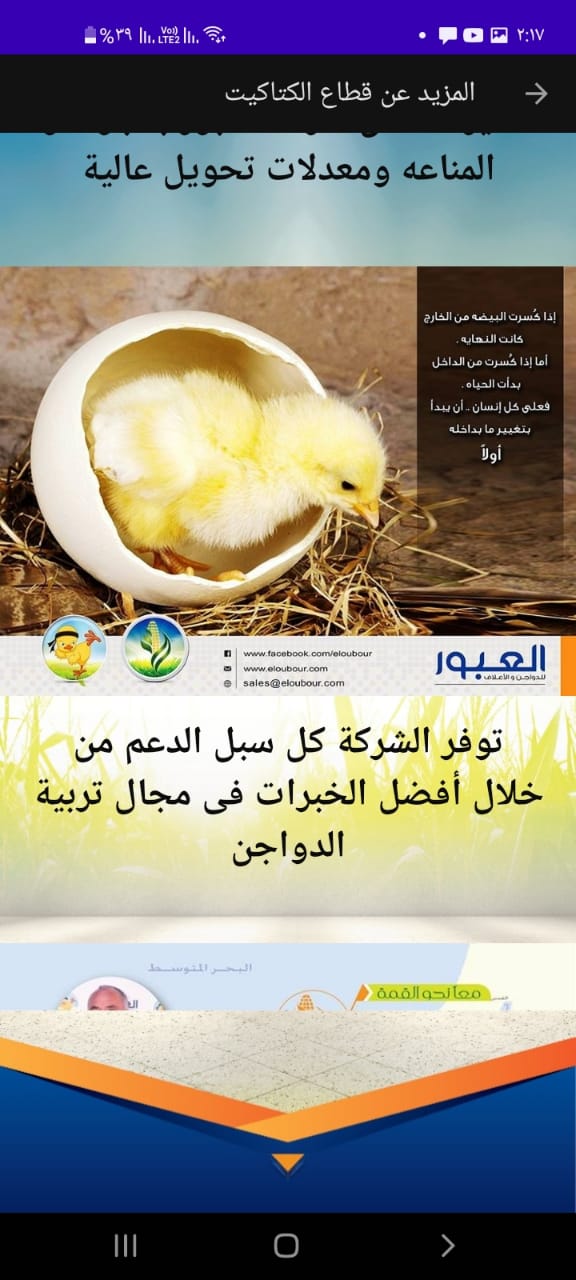 %٣٩
Vo))
LTE2
٢:١٧
المزيد عن قطاع الكتاكيت
المناعه ومعدلات تحويل عالية
إذا كُسرت البيضه من الخارج
كانت النهايه .
أما إذا كُسرت من الداخل
بدأت الحياه .
فعلى كل إنسان .. أن يبدأ
بتغيير ما بداخله
أولاً
www.facebook.com/eloubour
www.eloubour.com
sales@eloubour.com
العبور
للدواجن والأعلاف
توفر الشركة كل سبل الدعم من
خلال أفضل الخبرات فى مجال تربية
الدواجن
البحر المتوسط
معاً نحو القمة